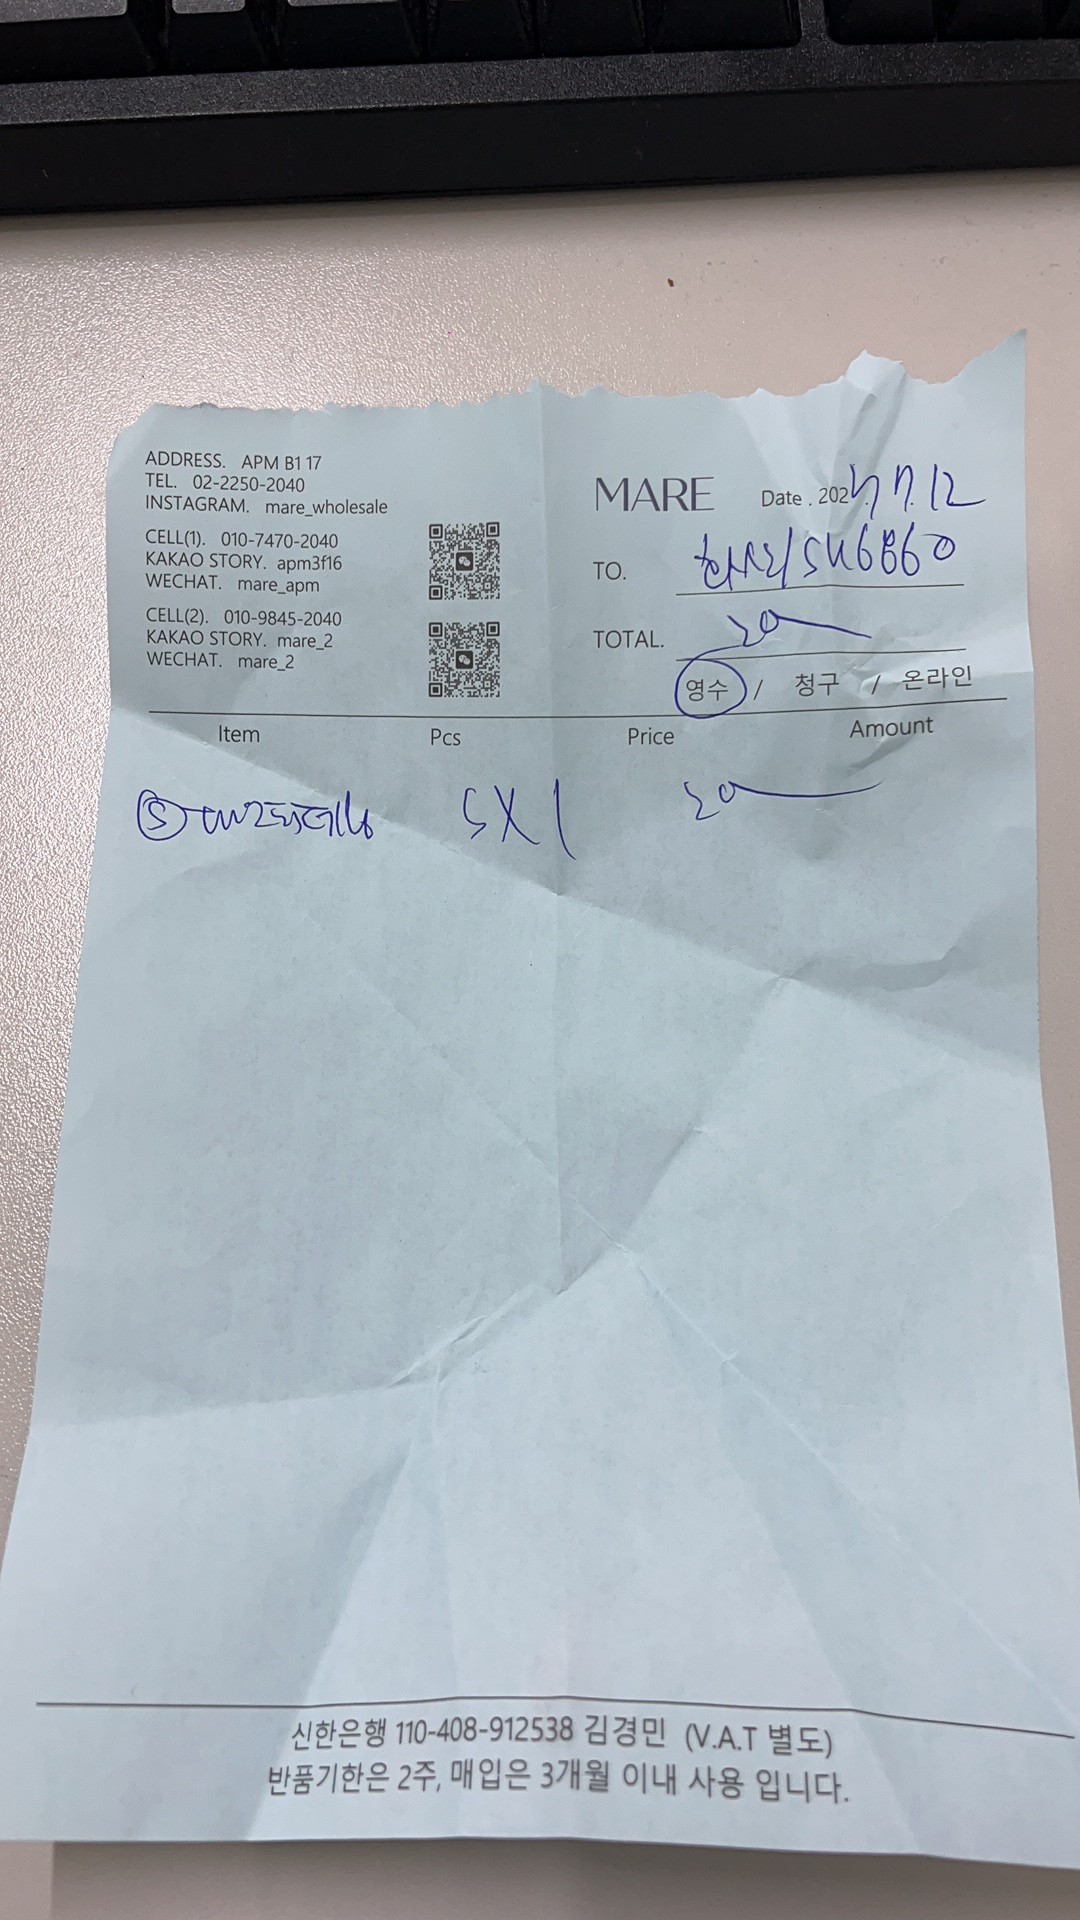 ADDRESS. APM B1 17
TEL. 02-2250-2040
INSTAGRAM. mare_wholesale
CELL(1). 010-7470-2040
KAKAO STORY. apm3f16
WECHAT. mare_apm
CELL(2). 010-9845-2040
KAKAO STORY. mare_2
WECHAT. mare_2
MARE
Date . 202 7.12
TO. SU6860
TOTAL. 20
영수 / 청구 / 온라인
Item Pcs Price Amount
Ⓢ SX1 20
신한은행 110-408-912538 김경민 (V.A.T 별도)
반품기한은 2주, 매입은 3개월 이내 사용 입니다.